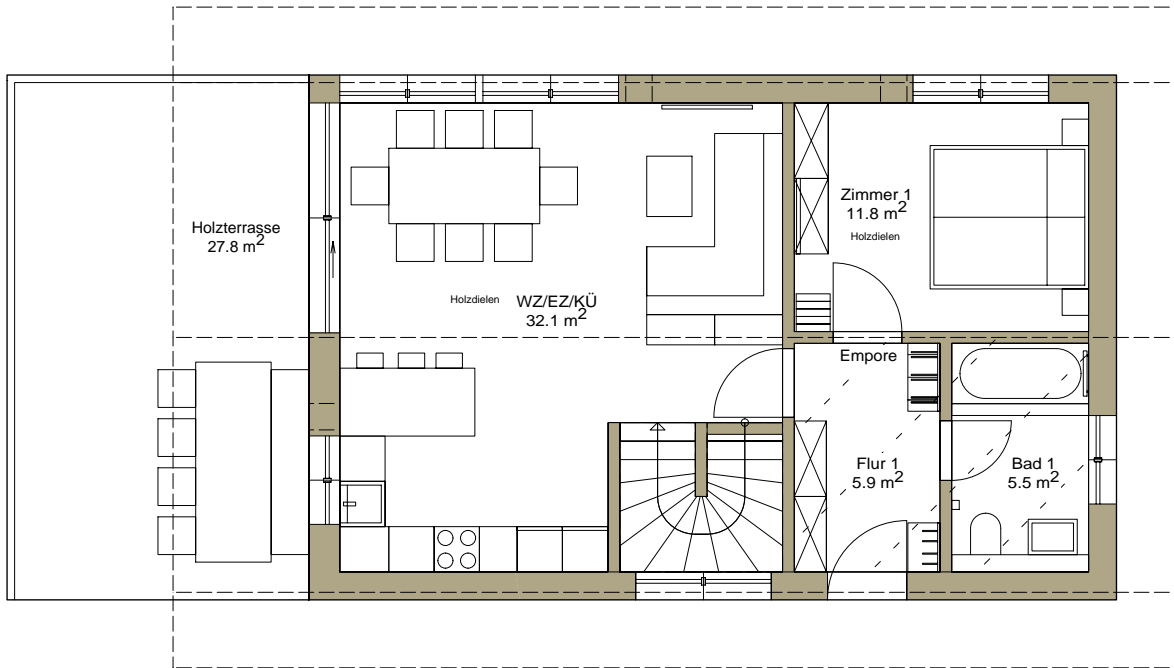 Holzterrasse
27.8 m²
Holzdielen
WZ/EZ/KÜ
32.1 m²
Zimmer 1
11.8 m²
Holzdielen
Empore
Flur 1
5.9 m²
Bad 1
5.5 m²